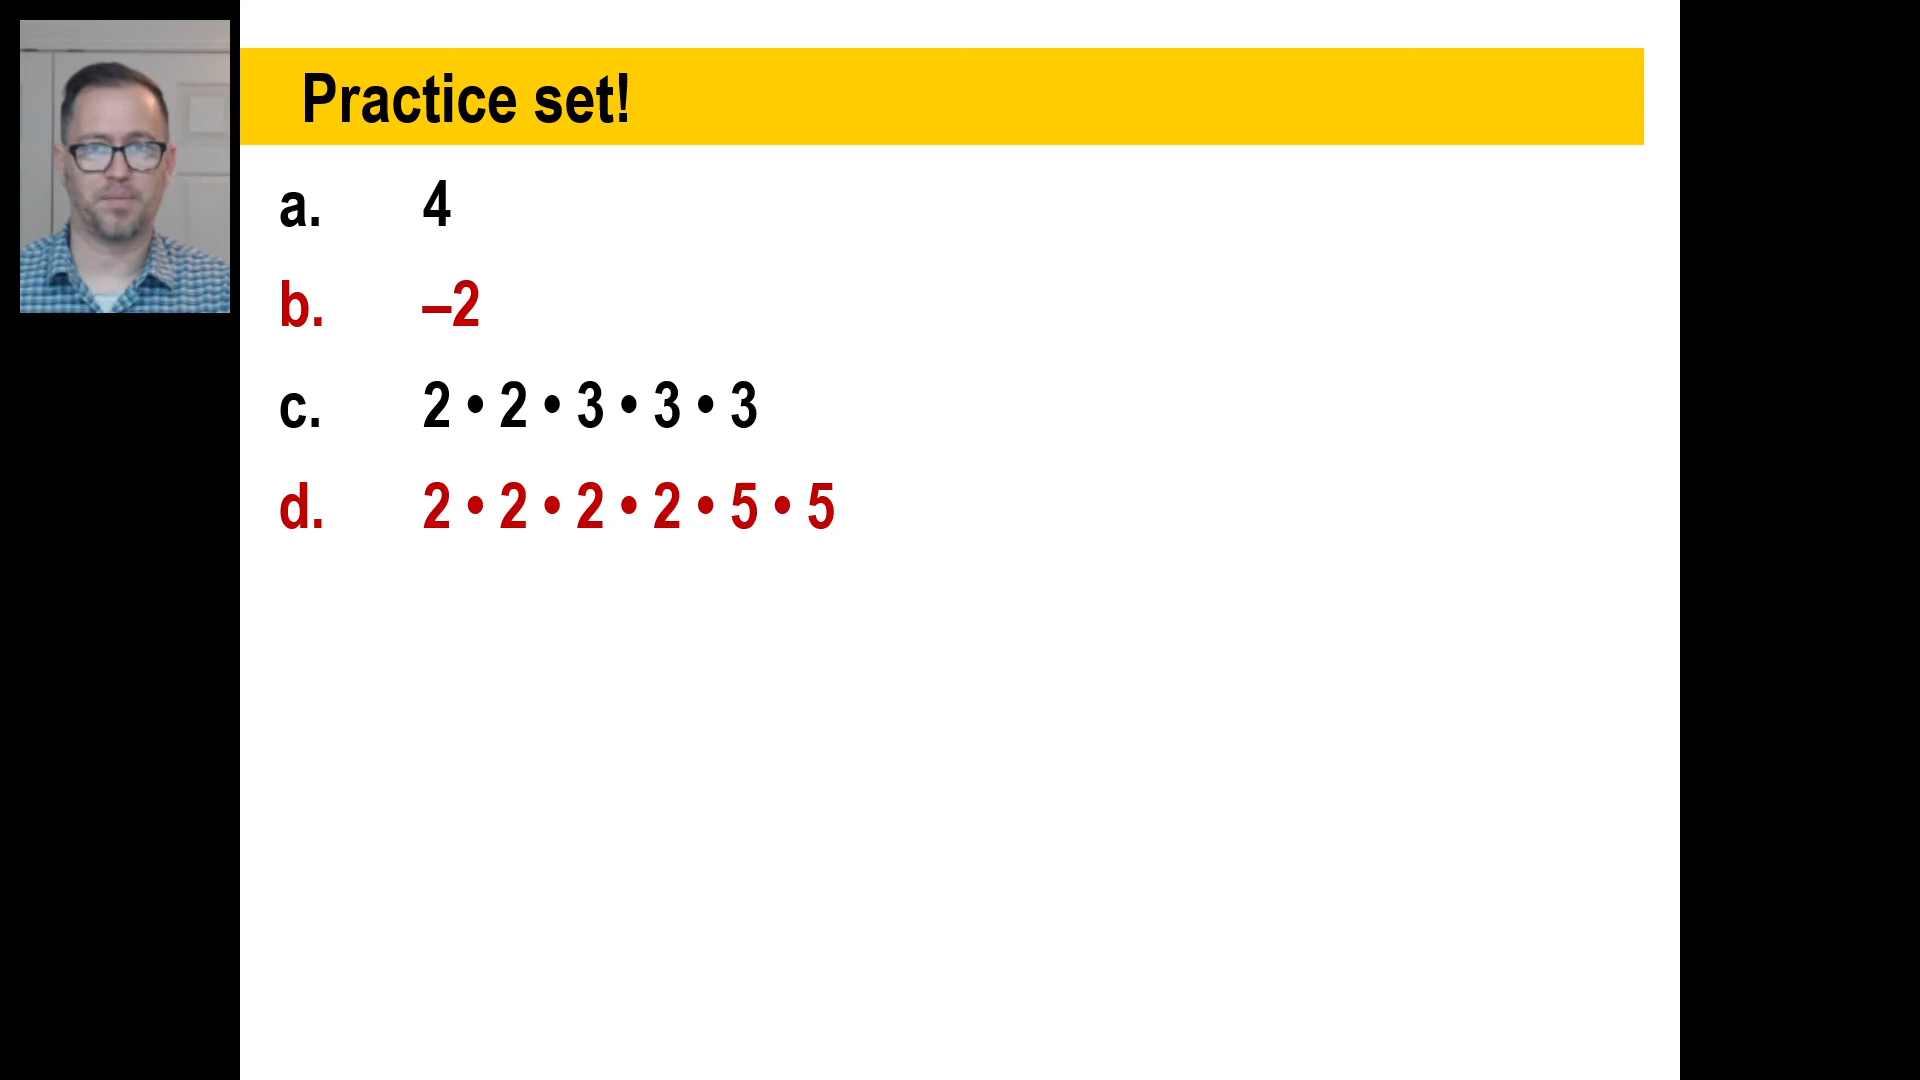 Practice set!
a. 4
b. –2
c. 2 • 2 • 3 • 3 • 3
d. 2 • 2 • 2 • 2 • 5 • 5